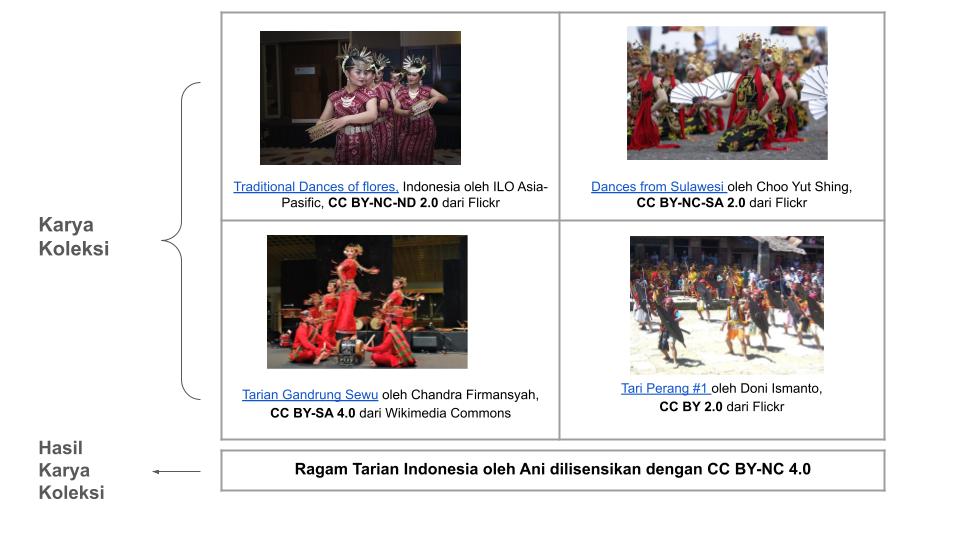 Karya
Koleksi
Traditional Dances of flores, Indonesia oleh ILO Asia-
Pasific, CC BY-NC-ND 2.0 dari Flickr
Dances from Sulawesi oleh Choo Yut Shing,
CC BY-NC-SA 2.0 dari Flickr
Tarian Gandrung Sewu oleh Chandra Firmansyah,
CC BY-SA 4.0 dari Wikimedia Commons
Tari Perang #1 oleh Doni Ismanto,
CC BY 2.0 dari Flickr
Hasil
Karya
Koleksi
Ragam Tarian Indonesia oleh Ani dilisensikan dengan CC BY-NC 4.0